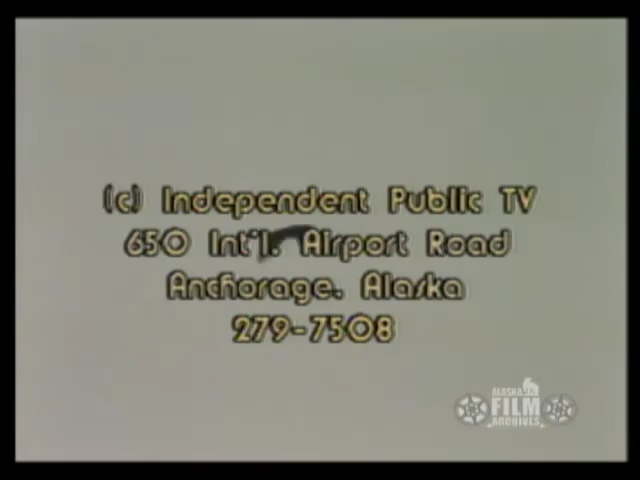 (c) Independent Public TV
650 Int'l. Airport Road
Anchorage, Alaska
279-7508
ALASKA
FILM
ARCHIVES